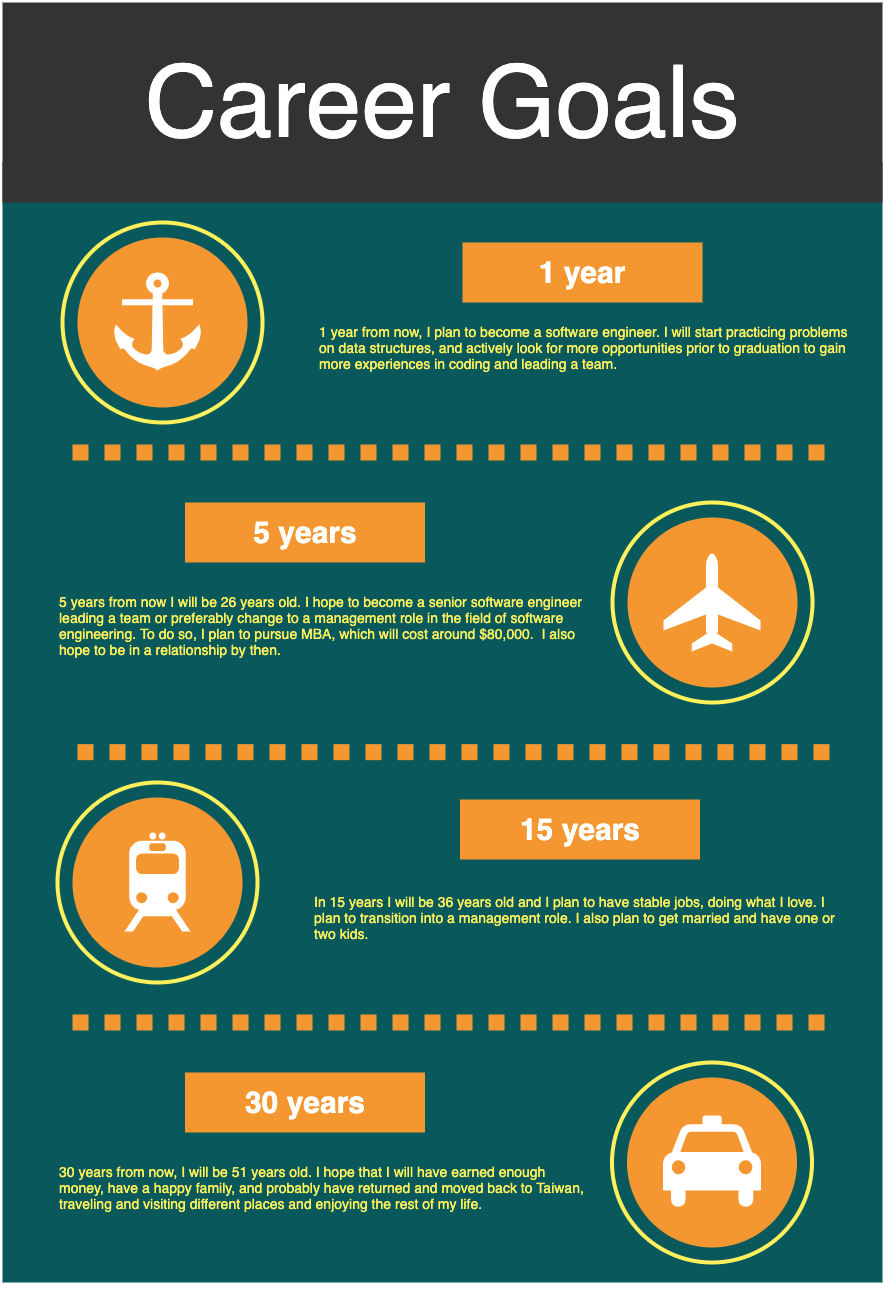 Career Goals
1 year
1 year from now, I plan to become a software engineer. I will start practicing problems
on data structures, and actively look for more opportunities prior to graduation to gain
more experiences in coding and leading a team.
5 years
5 years from now I will be 26 years old. I hope to become a senior software engineer
leading a team or preferably change to a management role in the field of software
engineering. To do so, I plan to pursue MBA, which will cost around $80,000.  I also
hope to be in a relationship by then.
15 years
In 15 years I will be 36 years old and I plan to have stable jobs, doing what I love. I
plan to transition into a management role. I also plan to get married and have one or
two kids.
30 years
30 years from now, I will be 51 years old. I hope that I will have earned enough
money, have a happy family, and probably have returned and moved back to Taiwan,
traveling and visiting different places and enjoying the rest of my life.